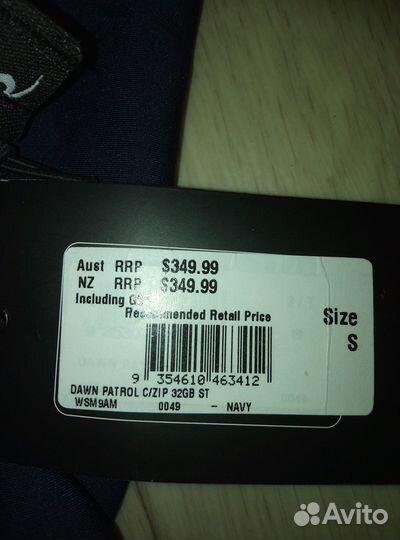 Aust RRP $349.99
NZ RRP $349.99
Including
Recommended Retail Price
Size
S
9 354610 463412
DAWN PATROL C/ZIP 32GB ST
WSM9AM 0049 - NAVY
Avito